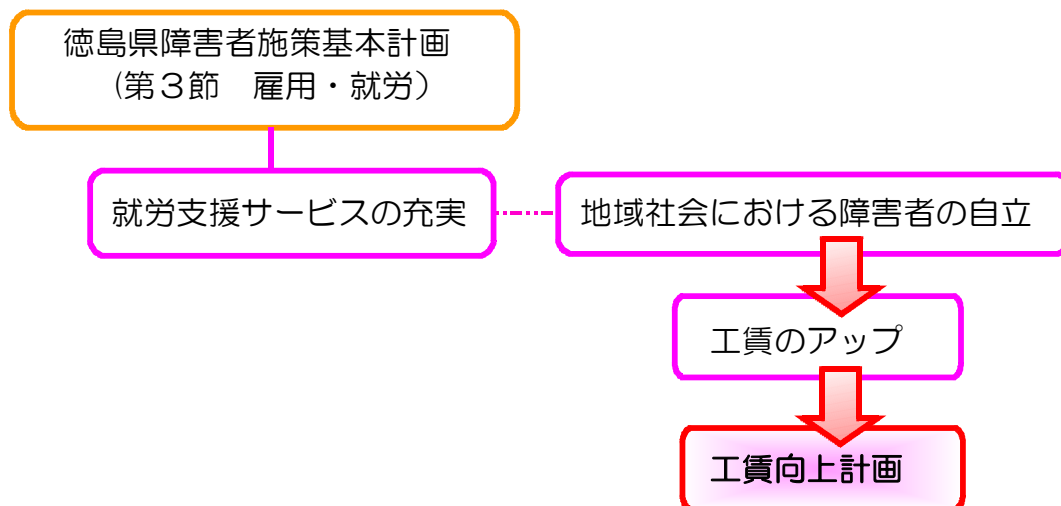 徳島県障害者施策基本計画
(第３節　雇用・就労)
就労支援サービスの充実
地域社会における障害者の自立
工賃のアップ
工賃向上計画